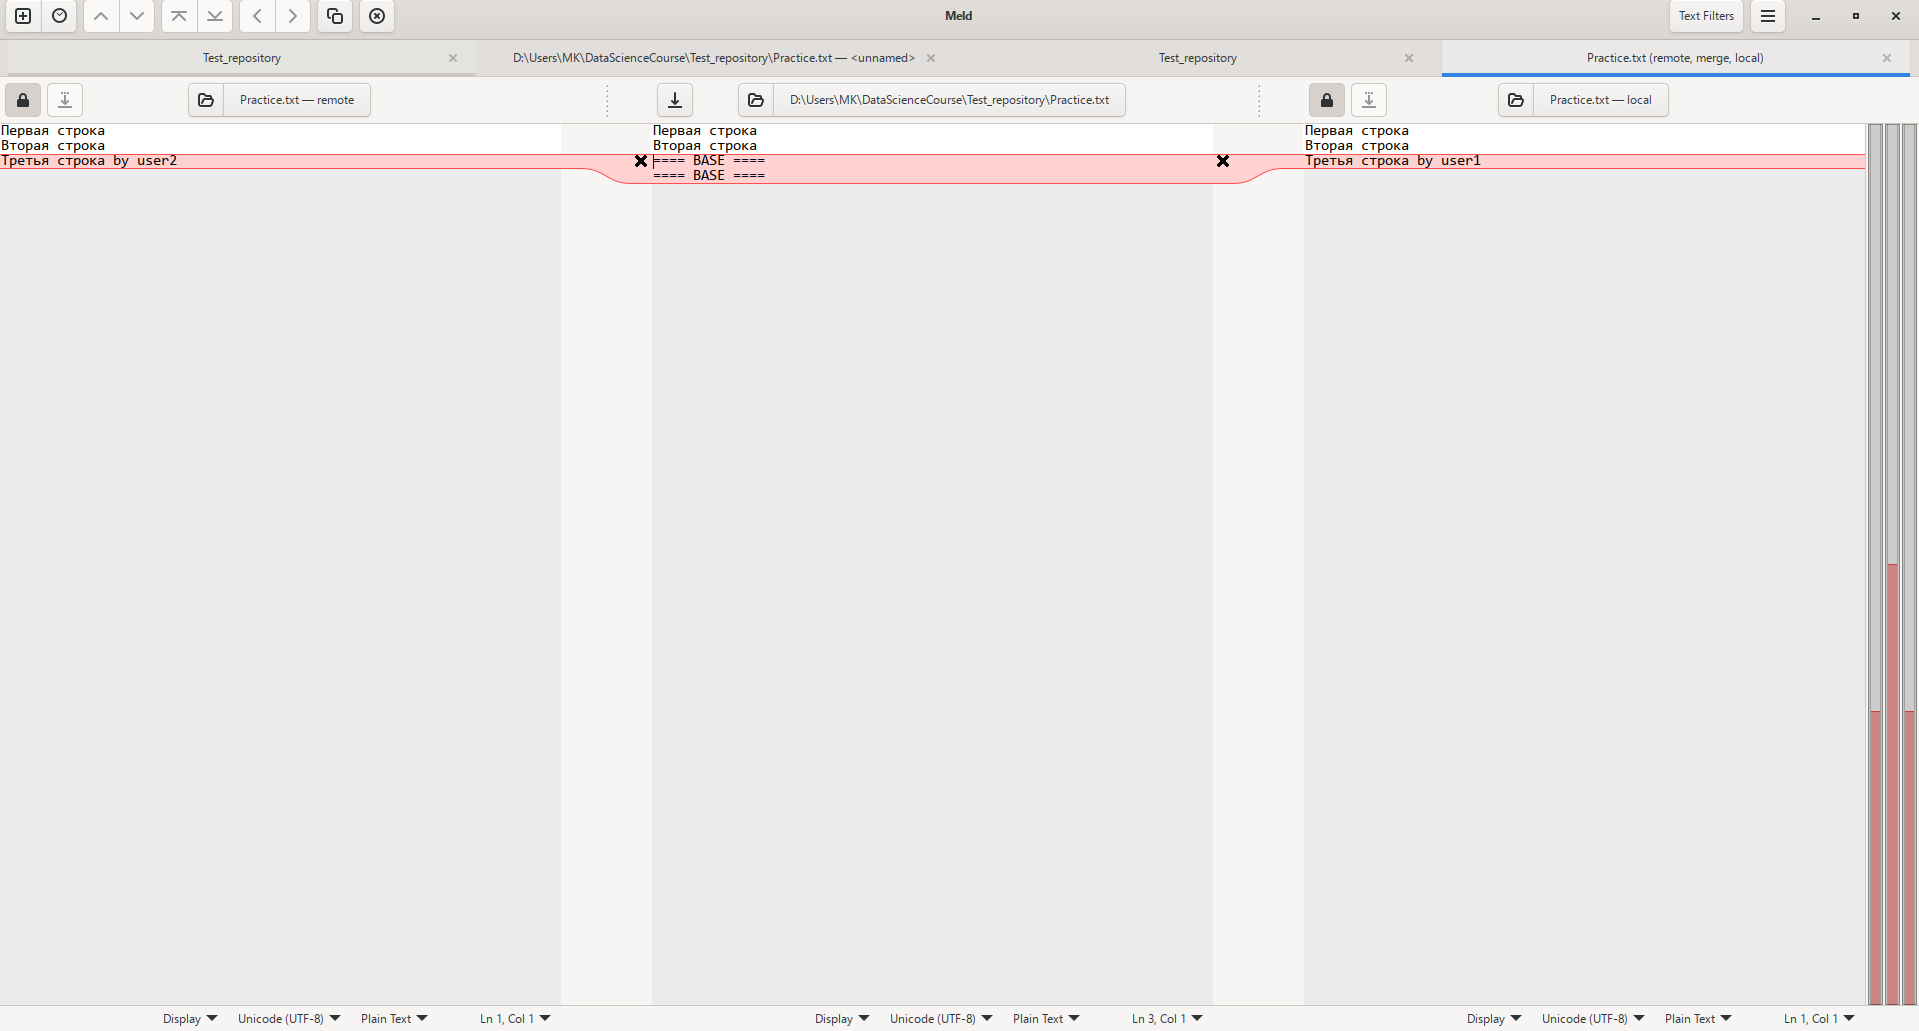 Meld
Text Filters
Test_repository
D:\Users\MK\DataScienceCourse\Test_repository\Practice.txt — <unnamed>
Test_repository
Practice.txt (remote, merge, local)
Practice.txt — remote
D:\Users\MK\DataScienceCourse\Test_repository\Practice.txt
Practice.txt — local
Первая строка
Вторая строка
Третья строка by user2
Первая строка
Вторая строка
==== BASE ====
==== BASE ====
Первая строка
Вторая строка
Третья строка by user1
Display Unicode (UTF-8) Plain Text Ln 1, Col 1
Display Unicode (UTF-8) Plain Text Ln 3, Col 1
Display Unicode (UTF-8) Plain Text Ln 1, Col 1